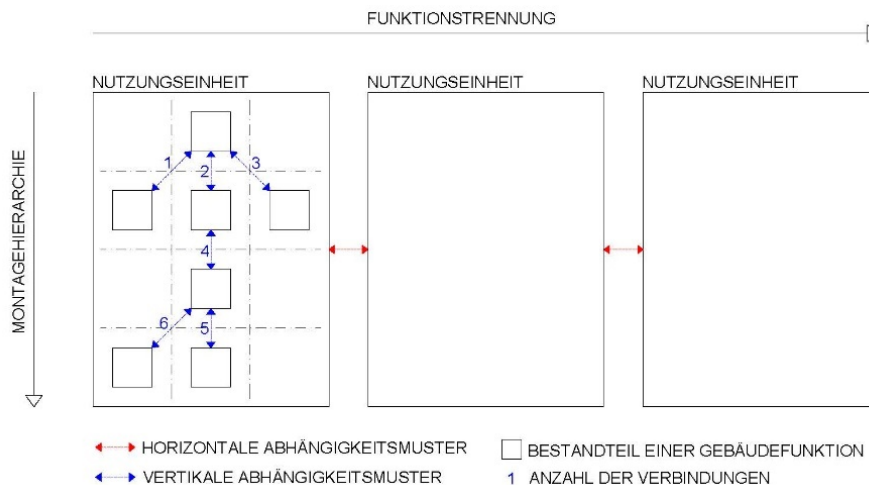 FUNKTIONSTRENNUNG
NUTZUNGSEINHEIT NUTZUNGSEINHEIT NUTZUNGSEINHEIT
MONTAGEHIERARCHIE
1 2 3
4
6 5
HORIZONTALE ABHÄNGIGKEITSMUSTER BESTANDTEIL EINER GEBÄUDEFUNKTION
VERTIKALE ABHÄNGIGKEITSMUSTER 1 ANZAHL DER VERBINDUNGEN